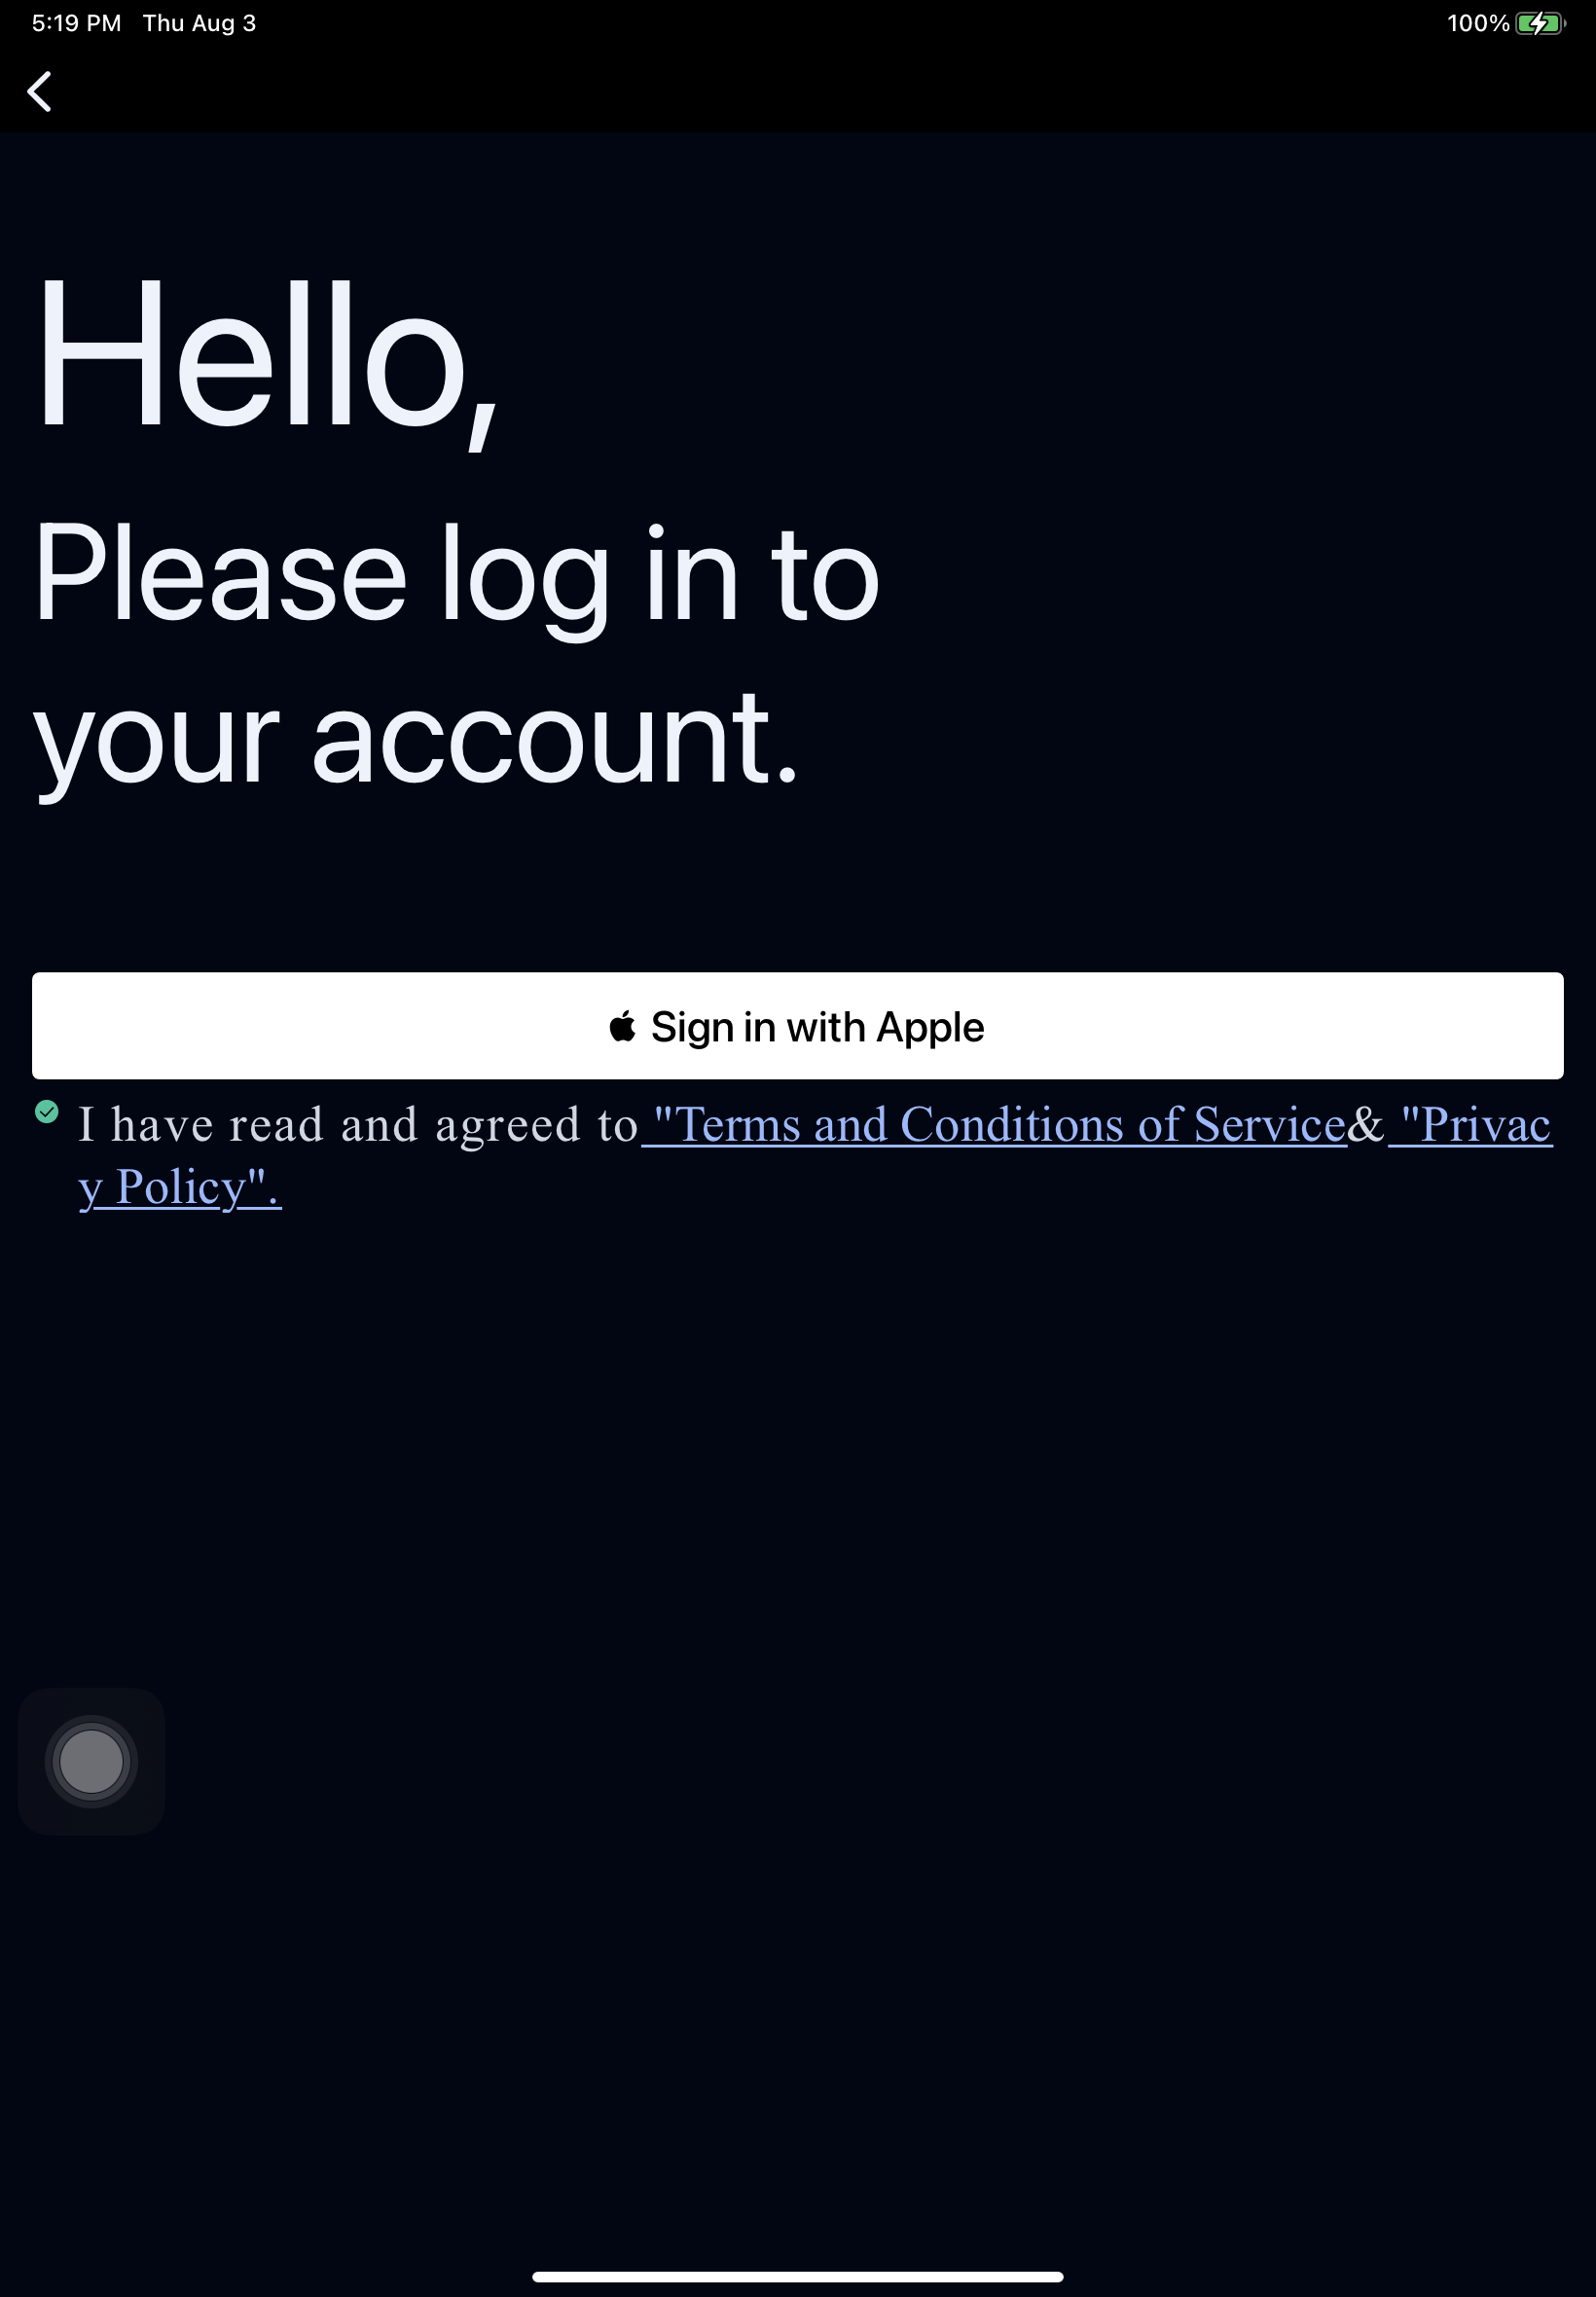 5:19 PM Thu Aug 3
100%
Hello,
Please log in to
your account.
Sign in with Apple
I have read and agreed to "Terms and Conditions of Service& "Privac
y Policy".